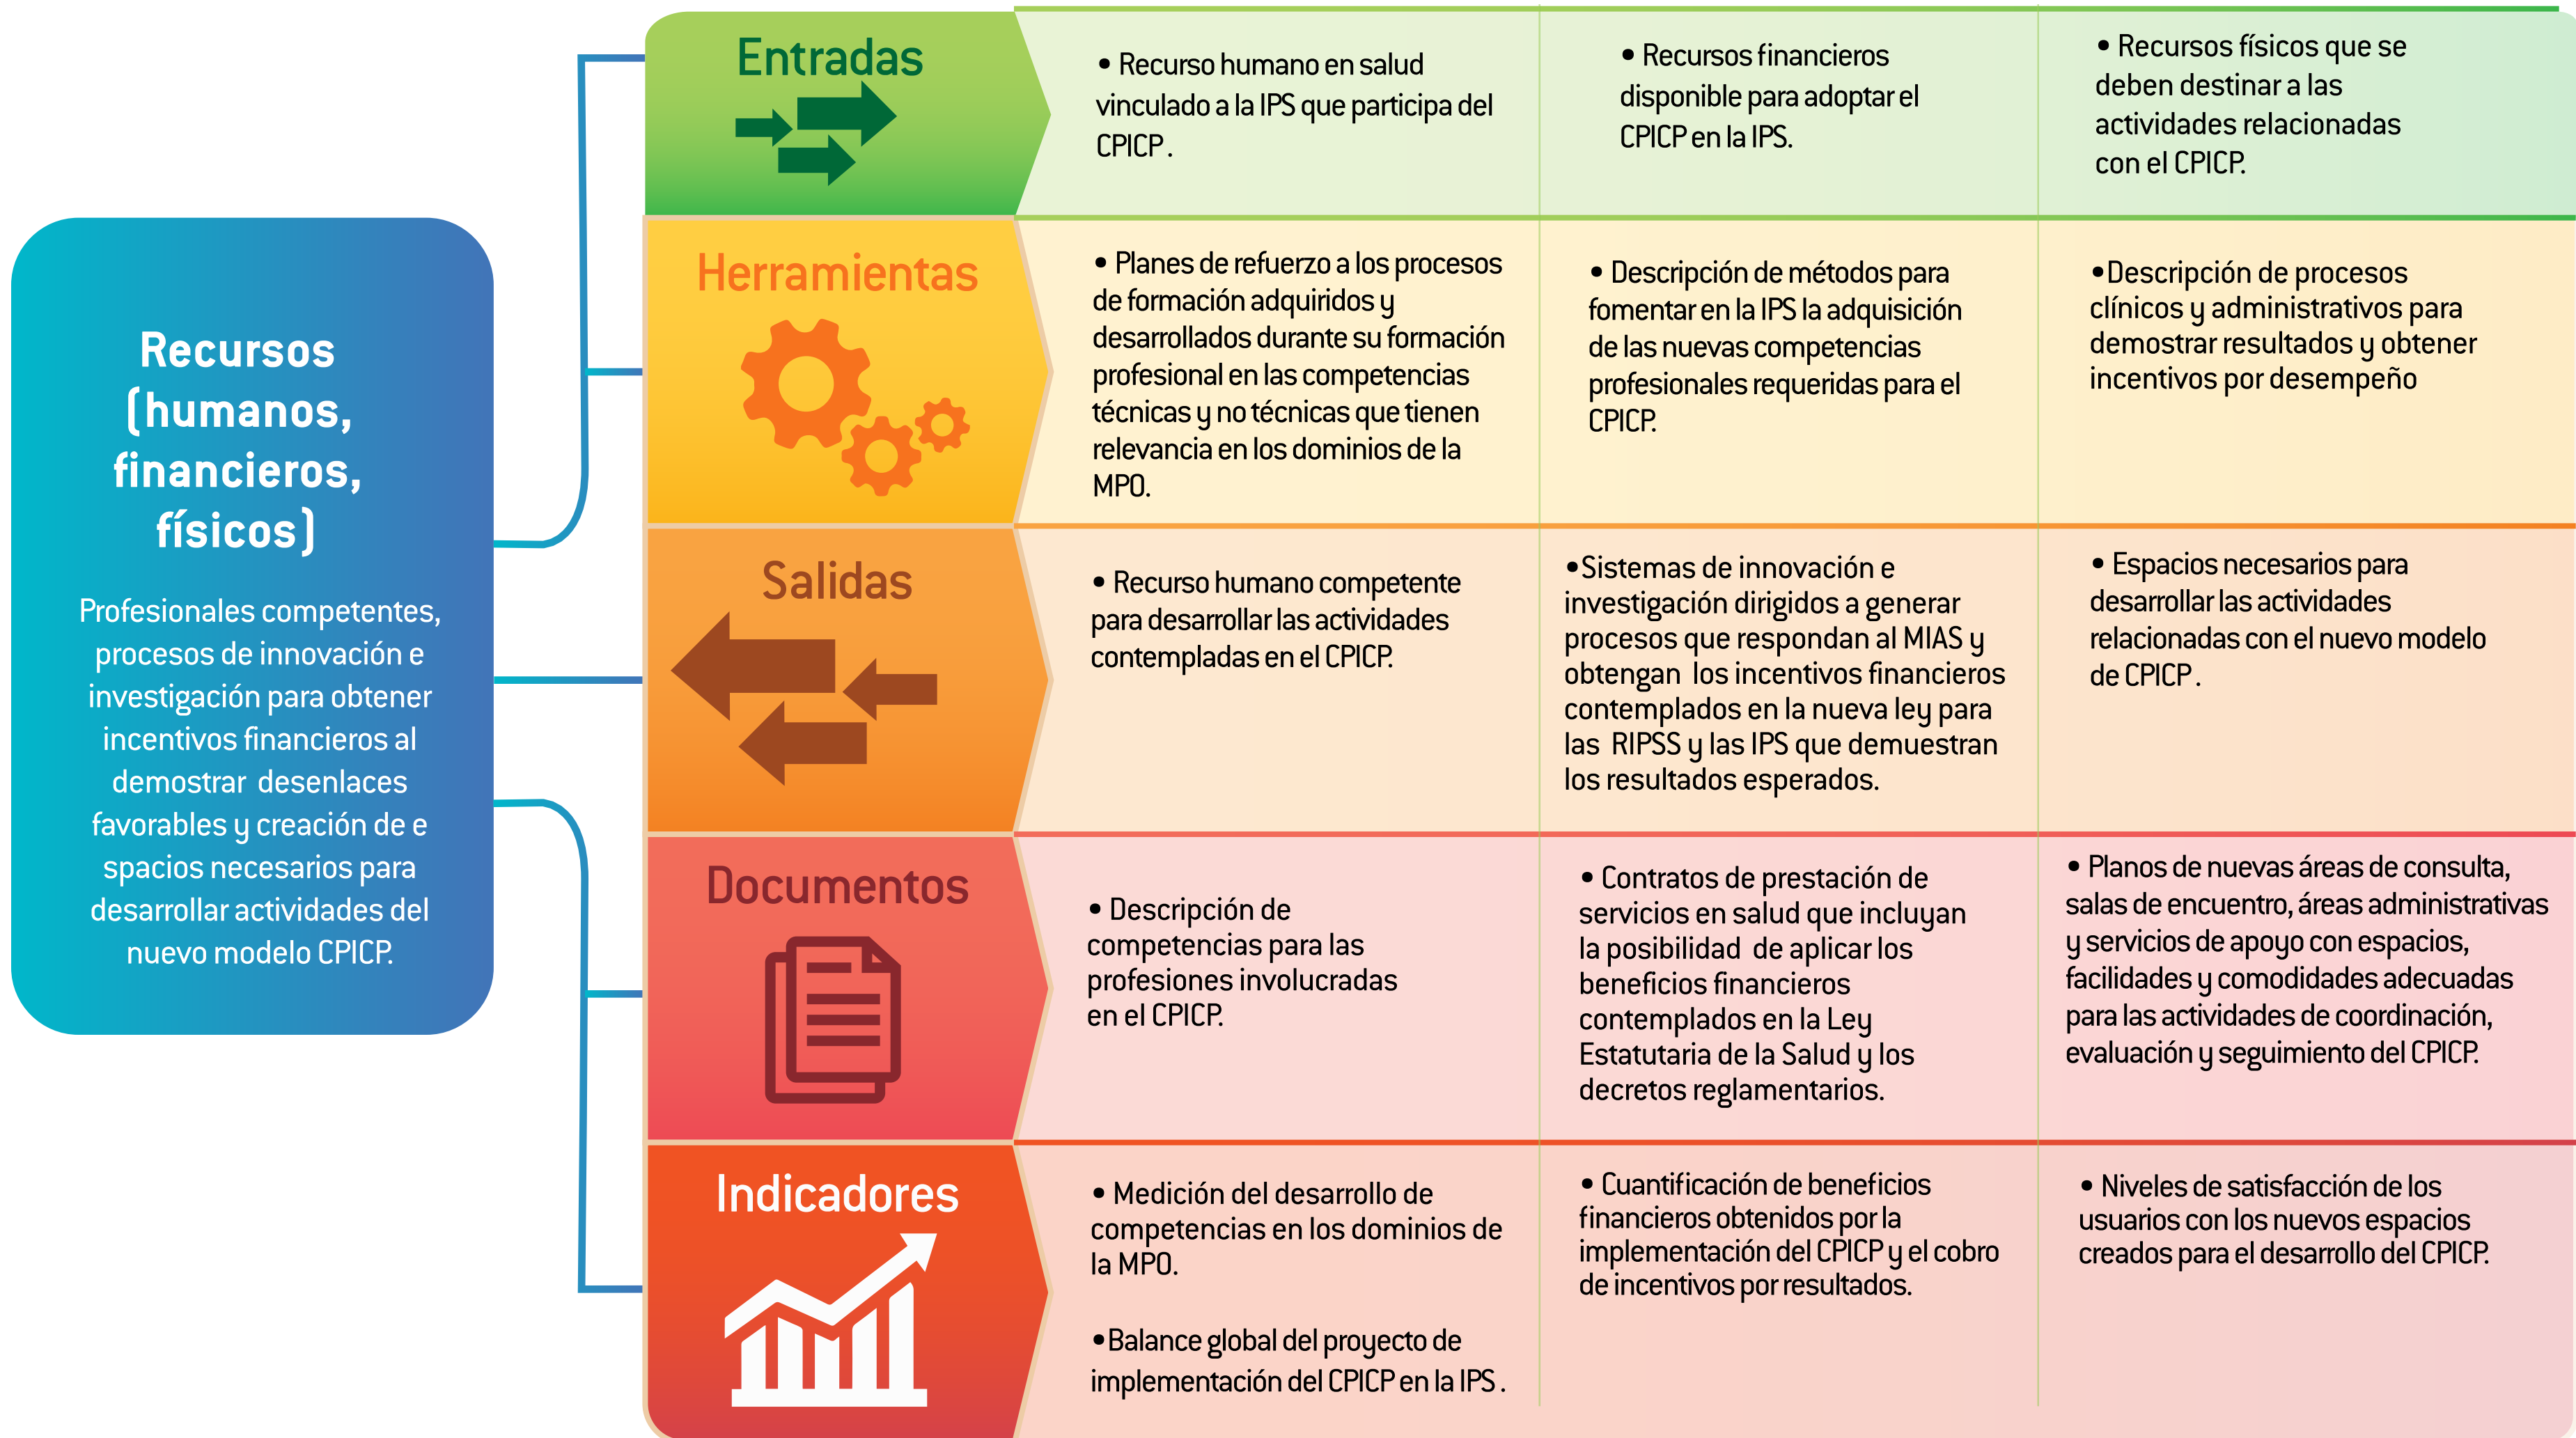 Recursos
(humanos,
financieros,
físicos)
Profesionales competentes,
procesos de innovación e
investigación para obtener
incentivos financieros al
demostrar desenlaces
favorables y creación de e
spacios necesarios para
desarrollar actividades del
nuevo modelo CPICP.
Entradas
• Recurso humano en salud
vinculado a la IPS que participa del
CPICP .
• Recursos financieros
disponible para adoptar el
CPICP en la IPS.
• Recursos físicos que se
deben destinar a las
actividades relacionadas
con el CPICP.
Herramientas
• Planes de refuerzo a los procesos
de formación adquiridos y
desarrollados durante su formación
profesional en las competencias
técnicas y no técnicas que tienen
relevancia en los dominios de la
MPO.
• Descripción de métodos para
fomentar en la IPS la adquisición
de las nuevas competencias
profesionales requeridas para el
CPICP.
•Descripción de procesos
clínicos y administrativos para
demostrar resultados y obtener
incentivos por desempeño
Salidas
• Recurso humano competente
para desarrollar las actividades
contempladas en el CPICP.
•Sistemas de innovación e
investigación dirigidos a generar
procesos que respondan al MIAS y
obtengan los incentivos financieros
contemplados en la nueva ley para
las RIPSS y las IPS que demuestran
los resultados esperados.
• Espacios necesarios para
desarrollar las actividades
relacionadas con el nuevo modelo
de CPICP .
Documentos
• Descripción de
competencias para las
profesiones involucradas
en el CPICP.
• Contratos de prestación de
servicios en salud que incluyan
la posibilidad de aplicar los
beneficios financieros
contemplados en la Ley
Estatutaria de la Salud y los
decretos reglamentarios.
• Planos de nuevas áreas de consulta,
salas de encuentro, áreas administrativas
y servicios de apoyo con espacios,
facilidades y comodidades adecuadas
para las actividades de coordinación,
evaluación y seguimiento del CPICP.
Indicadores
• Medición del desarrollo de
competencias en los dominios de
la MPO.
•Balance global del proyecto de
implementación del CPICP en la IPS .
• Cuantificación de beneficios
financieros obtenidos por la
implementación del CPICP y el cobro
de incentivos por resultados.
• Niveles de satisfacción de los
usuarios con los nuevos espacios
creados para el desarrollo del CPICP.